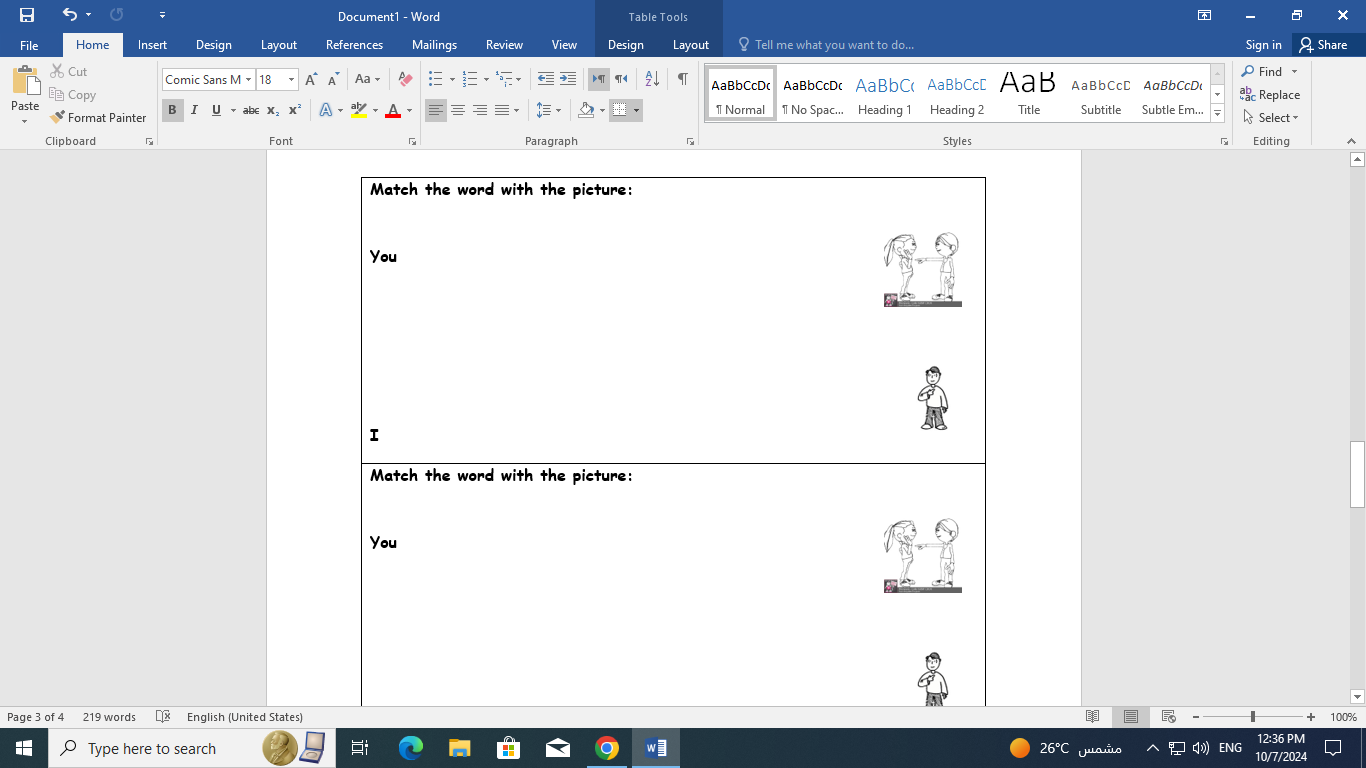 Document1 - Word
Table Tools
File
Home
Insert
Design
Layout
References
Mailings
Review
View
Design
Layout
Tell me what you want to do...
Sign in
Share
Paste
Cut
Copy
Format Painter
Clipboard
Comic Sans M
18
Aa
B I U abc x₂ x²
A
A
Font
Paragraph
AaBbCcDc
¶ Normal
AaBbCcDc
¶ No Spac...
AaBbCc
Heading 1
AaBbCcD
Heading 2
AaB
Title
AaBbCcD
Subtitle
AaBbCcDc
Subtle Em...
Styles
Find
Replace
Select
Editing
Match the word with the picture:
You
I
Match the word with the picture:
You
Page 3 of 4
219 words
English (United States)
100%
Type here to search
26°C
مشمس
ENG
12:36 PM
10/7/2024